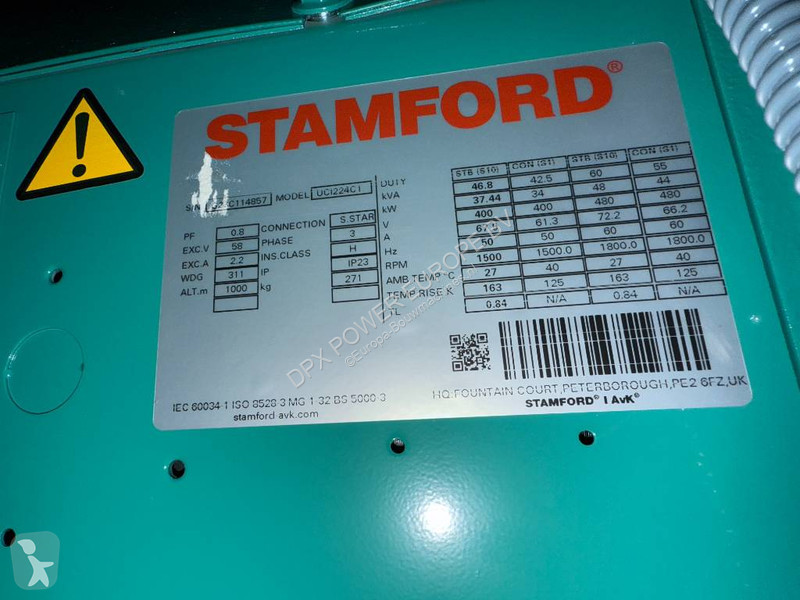 STAMFORD®
S/N C114857 MODEL UCI224C1
PF 0.8 CONNECTION S.STAR
EXC.V 58 PHASE 3
EXC.A 2.2 INS.CLASS H
WDG 311 IP IP23
ALT.m 1000 kg 271
DUTY STB (S10) CON (S1) STB (S10) CON (S1)
kVA 46.8 42.5 60 55
kW 37.44 34 48 44
V 400 400 480 480
A 61.3 72.2 66.2
Hz 50 50 60 60
RPM 1500 1500.0 1800.0 1800.0
AMB TEMP °C 27 40 27 40
TEMP RISE K 163 125 163 125
TL 0.84 N/A 0.84 N/A
IEC 60034-1 ISO 8528-3 MG 1-32 BS 5000-3
stamford-avk.com
HQ:FOUNTAIN COURT,PETERBOROUGH,PE2 6FZ,UK
STAMFORD® | AvK®
DPX POWER EUROPE BV